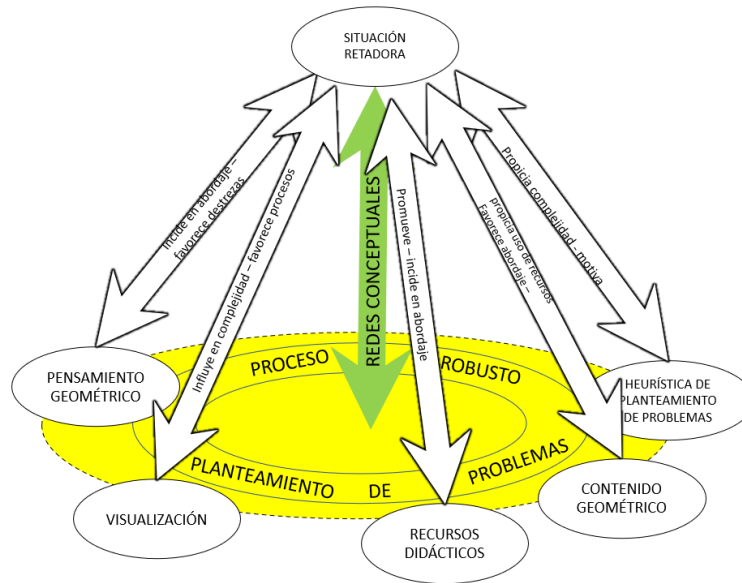 SITUACIÓN
RETADORA
Incide en abordaje –
favorece destrezas
Influye en complejidad – favorece procesos
REDES CONCEPTUALES
Promueve – incide en abordaje
Favorece abordaje –
propicia uso de recursos
Propicia complejidad - motiva
PROCESO ROBUSTO
PLANTEAMIENTO DE PROBLEMAS
PENSAMIENTO
GEOMÉTRICO
HEURÍSTICA DE
PLANTEAMIENTO
DE PROBLEMAS
VISUALIZACIÓN
RECURSOS
DIDÁCTICOS
CONTENIDO
GEOMÉTRICO